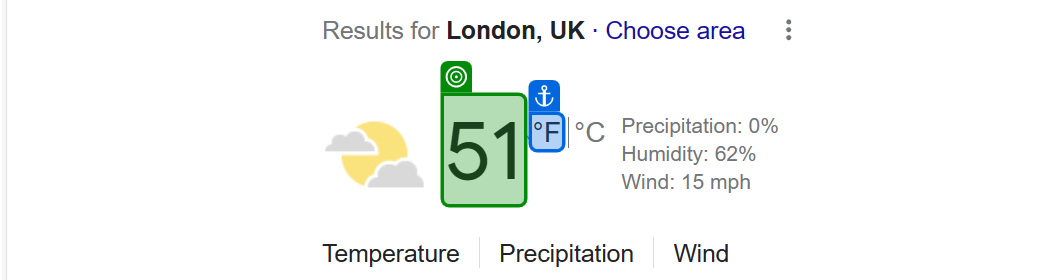 Results for London, UK · Choose area
51 °F | °C
Precipitation: 0%
Humidity: 62%
Wind: 15 mph
Temperature
Precipitation
Wind